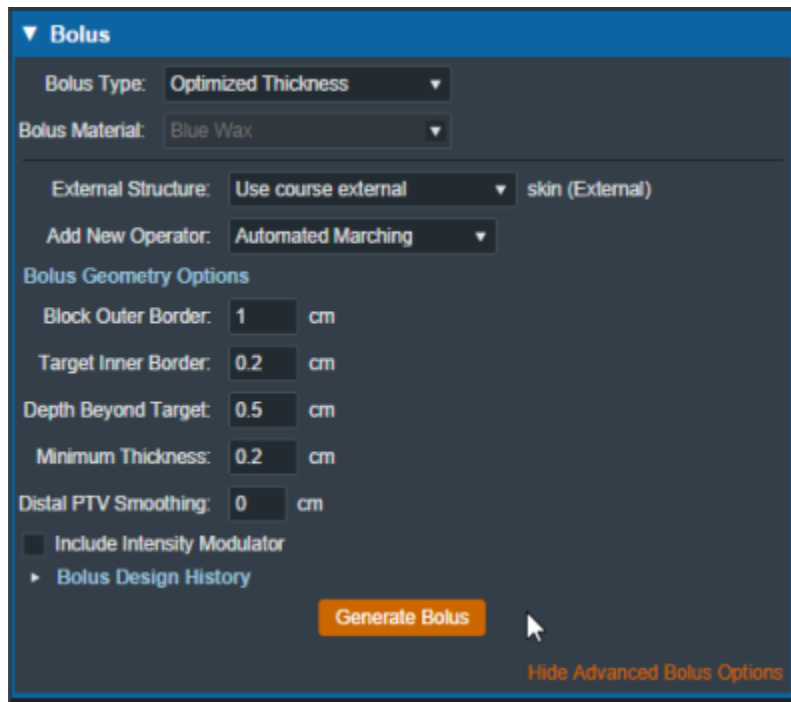 ▼ Bolus
Bolus Type: Optimized Thickness
Bolus Material: Blue Wax
External Structure: Use course external skin (External)
Add New Operator: Automated Marching
Bolus Geometry Options
Block Outer Border: 1 cm
Target Inner Border: 0.2 cm
Depth Beyond Target: 0.5 cm
Minimum Thickness: 0.2 cm
Distal PTV Smoothing: 0 cm
Include Intensity Modulator
Bolus Design History
Generate Bolus
Hide Advanced Bolus Options